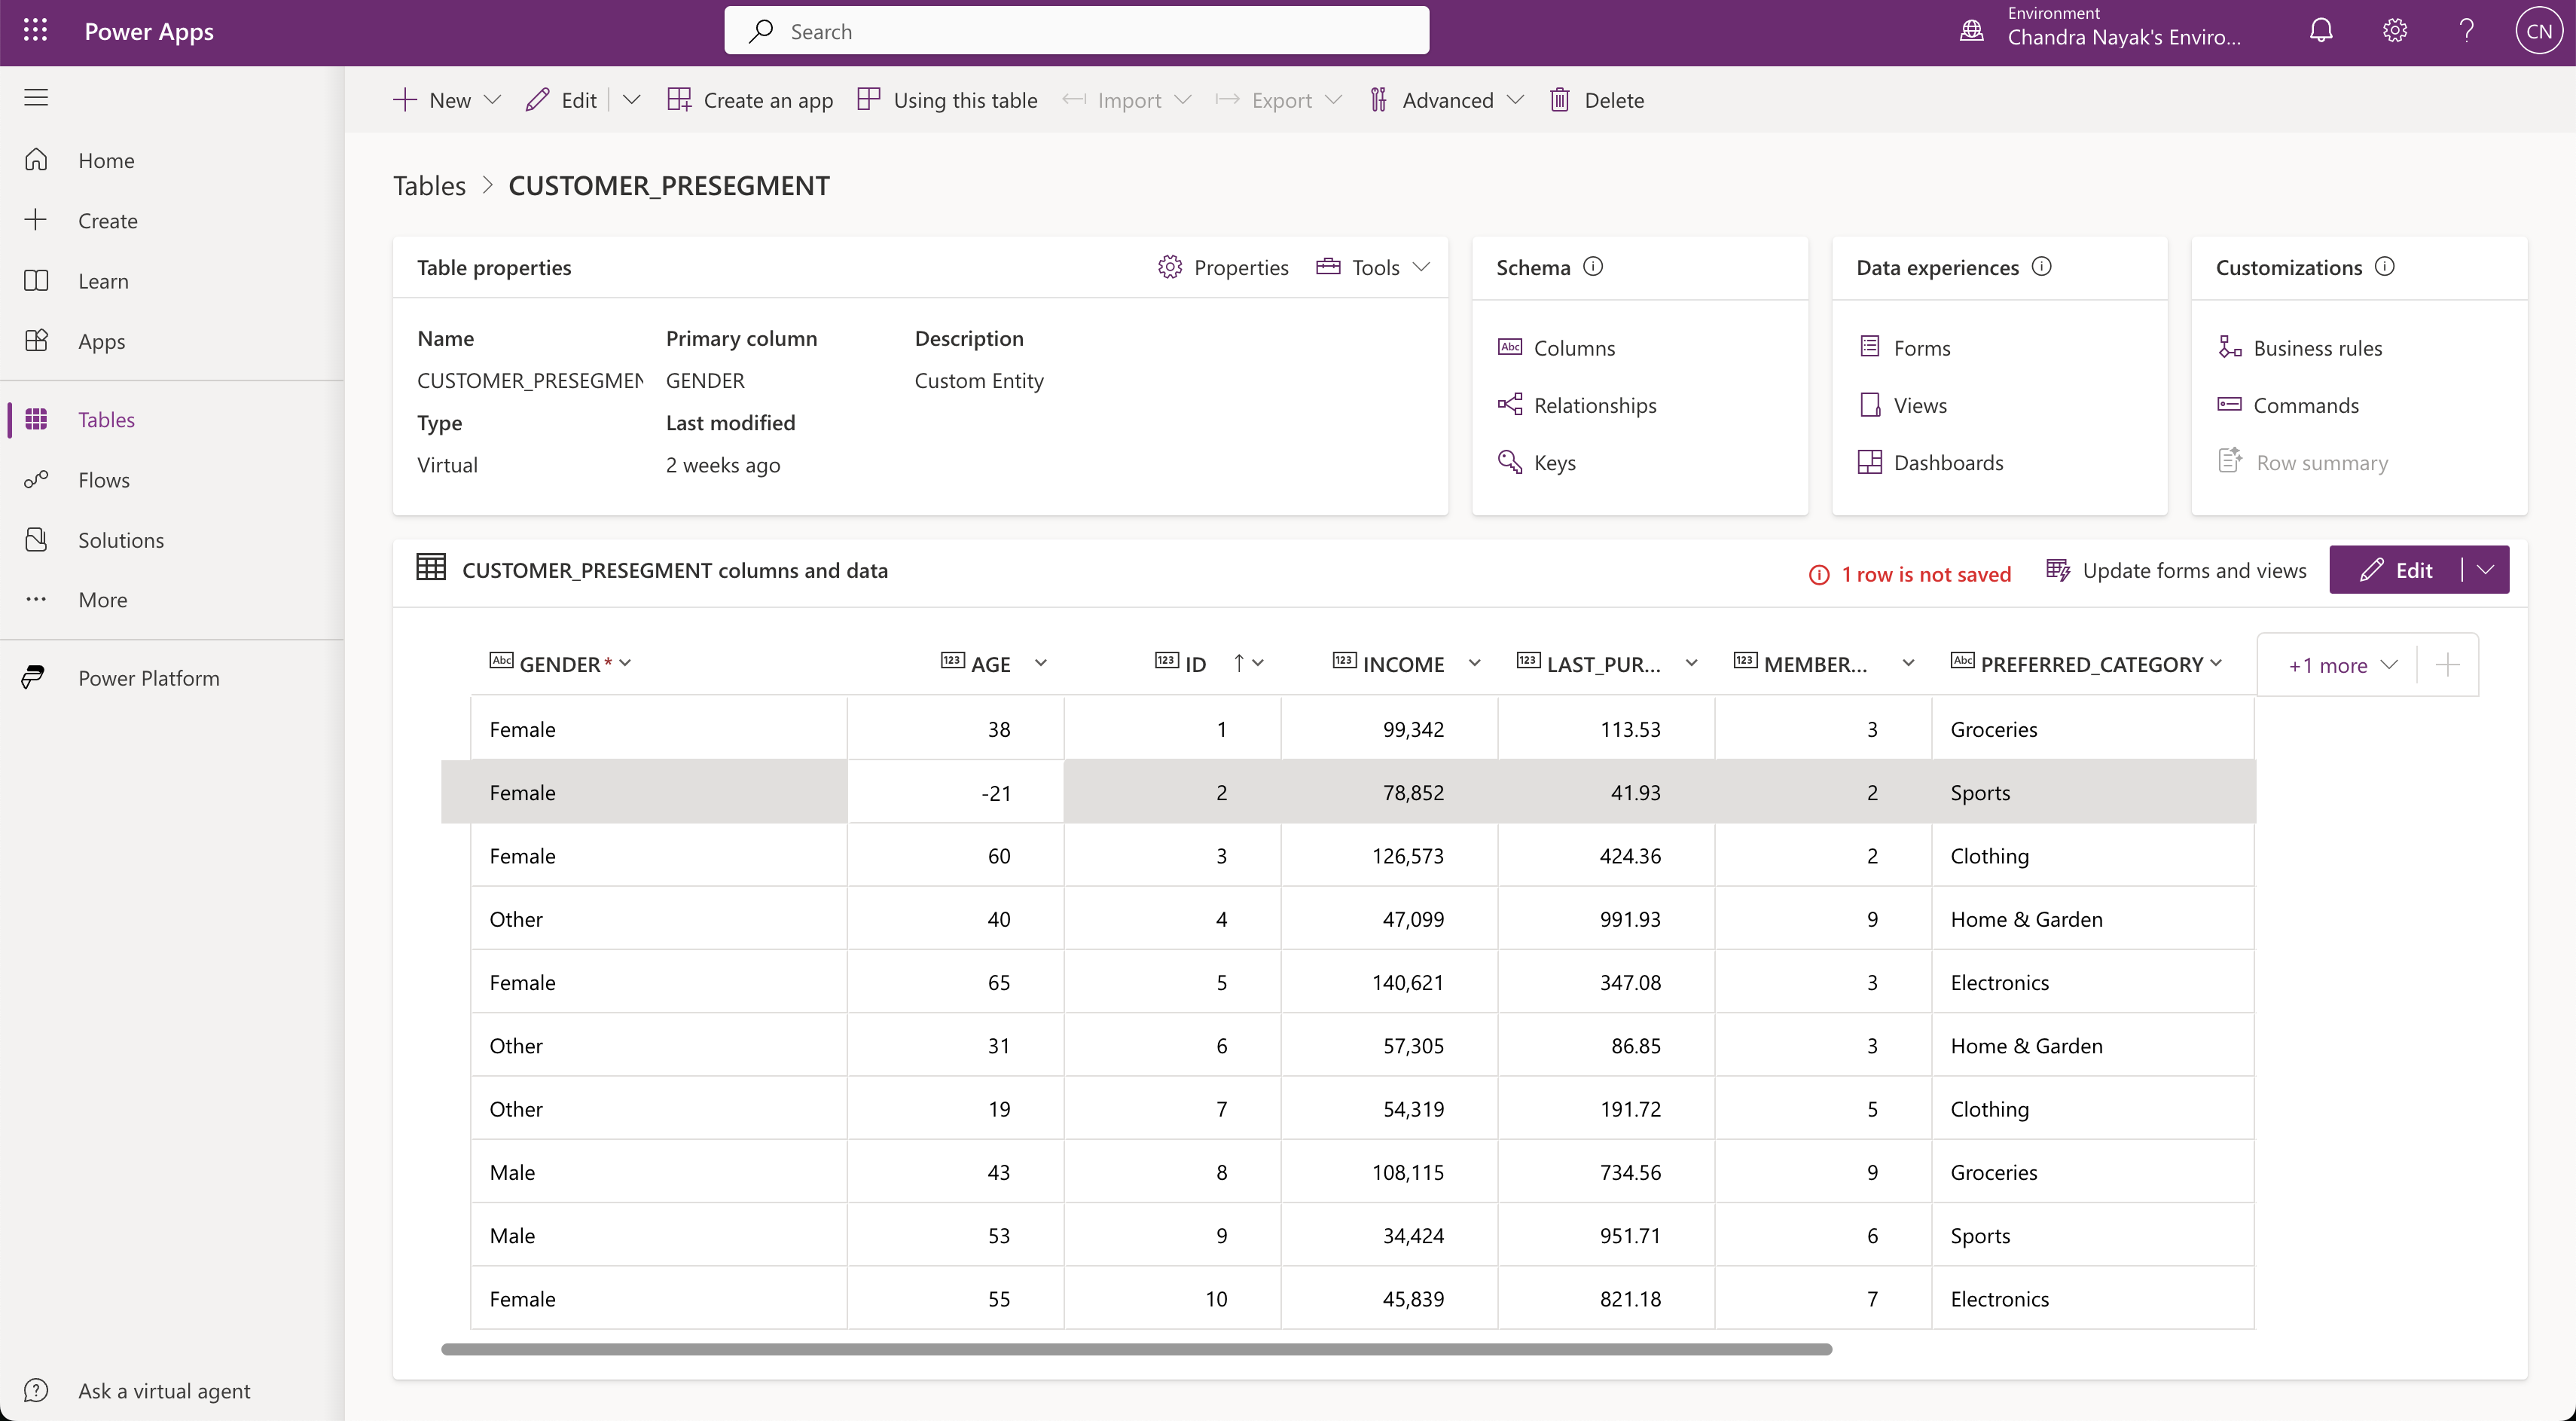 Power Apps
Search
Environment
Chandra Nayak's Enviro...
CN
New
Edit
Create an app
Using this table
Import
Export
Advanced
Delete
Home
Create
Learn
Apps
Tables
Flows
Solutions
More
Power Platform
Ask a virtual agent
Tables > CUSTOMER_PRESEGMENT
Table properties
Properties
Tools
Name
Primary column
Description
CUSTOMER_PRESEGMEN
GENDER
Custom Entity
Type
Last modified
Virtual
2 weeks ago
Schema
Columns
Relationships
Keys
Data experiences
Forms
Views
Dashboards
Customizations
Business rules
Commands
Row summary
CUSTOMER_PRESEGMENT columns and data
1 row is not saved
Update forms and views
Edit
Abc GENDER * 123 AGE 123 ID ↑ 123 INCOME 123 LAST_PUR... 123 MEMBER... Abc PREFERRED_CATEGORY +1 more
Female 38 1 99,342 113.53 3 Groceries
Female -21 2 78,852 41.93 2 Sports
Female 60 3 126,573 424.36 2 Clothing
Other 40 4 47,099 991.93 9 Home & Garden
Female 65 5 140,621 347.08 3 Electronics
Other 31 6 57,305 86.85 3 Home & Garden
Other 19 7 54,319 191.72 5 Clothing
Male 43 8 108,115 734.56 9 Groceries
Male 53 9 34,424 951.71 6 Sports
Female 55 10 45,839 821.18 7 Electronics